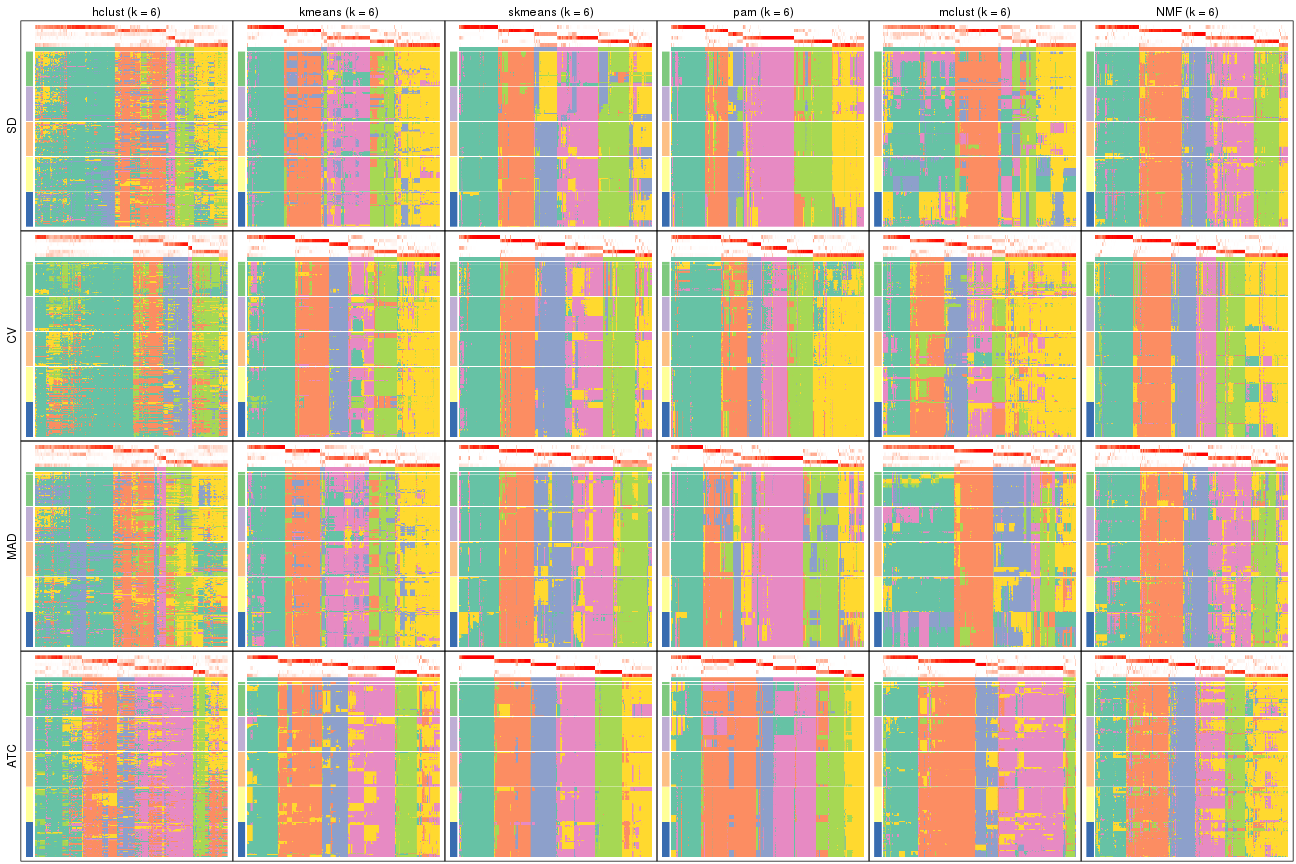 hclust (k = 6) kmeans (k = 6) skmeans (k = 6) pam (k = 6) mclust (k = 6) NMF (k = 6)
SD
CV
MAD
ATC